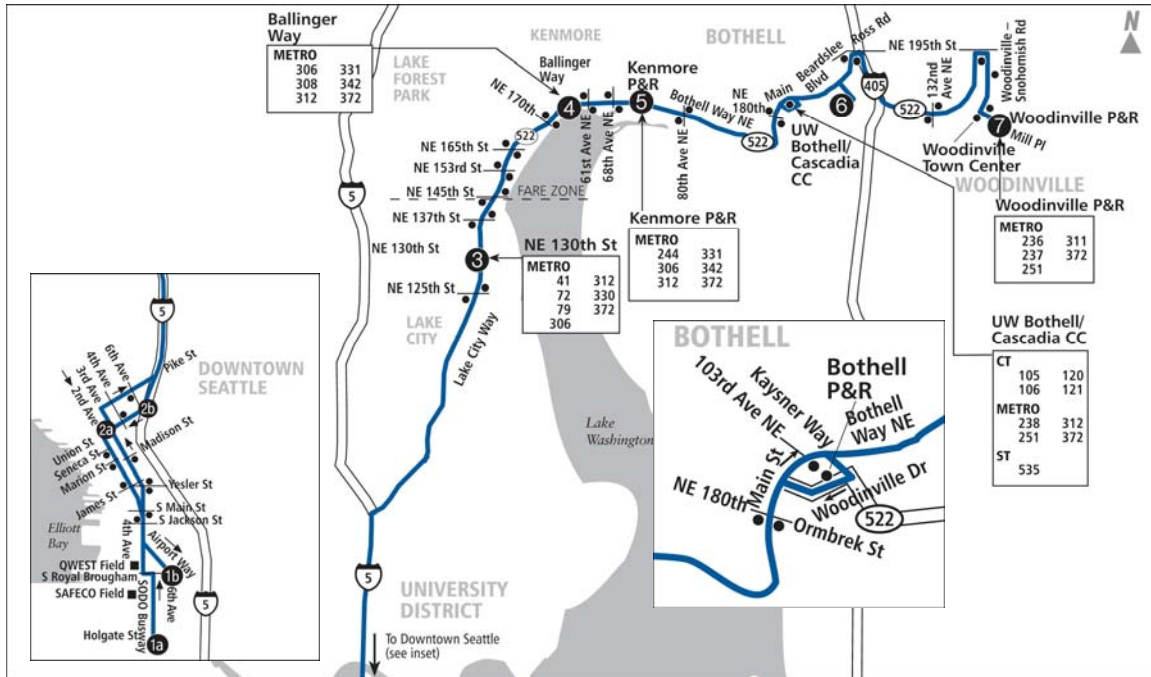 Ballinger
Way
METRO
306 331
308 342
312 372
KENMORE
BOTHELL
LAKE
FOREST
PARK
Ballinger
Way
Kenmore
P&R
NE 170th
4
5
522
61st Ave NE
68th Ave NE
Bothell Way NE
80th Ave NE
522
NE
180th
Main
Beardslee
Blvd
Ross Rd
6
UW
Bothell/
Cascadia
CC
405
NE 195th St
522
132nd
Ave NE
Woodinville –
Snohomish Rd
7
Woodinville P&R
Mill Pl
Woodinville
Town Center
WOODINVILLE
N
NE 165th St
NE 153rd St
NE 145th St
FARE ZONE
NE 137th St
NE 130th St
3
NE 125th St
5
LAKE
CITY
Lake City Way
NE 130th St
METRO
41 312
72 330
79 372
306
Kenmore P&R
METRO
244 331
306 342
312 372
Woodinville P&R
METRO
236 311
237 372
251
UW Bothell/
Cascadia CC
CT
105 120
106 121
METRO
238 312
251 372
ST
535
Lake
Washington
5
UNIVERSITY
DISTRICT
To Downtown Seattle
(see inset)
5
DOWNTOWN
SEATTLE
6th Ave
4th Ave
3rd Ave
2nd Ave
Pike St
2b
2a
Union St
Seneca St
Marion St
Madison St
James St
Yesler St
S Main St
S Jackson St
Elliott
Bay
4th Ave
Airport Way
QWEST Field
S Royal Brougham
SAFECO Field
1b
6th Ave
SODO Busway
Holgate St
1a
5
BOTHELL
Bothell
P&R
103rd Ave NE
Kaysner Way
Bothell
Way NE
Main St
NE 180th
Woodinville Dr
Ormbrek St
522